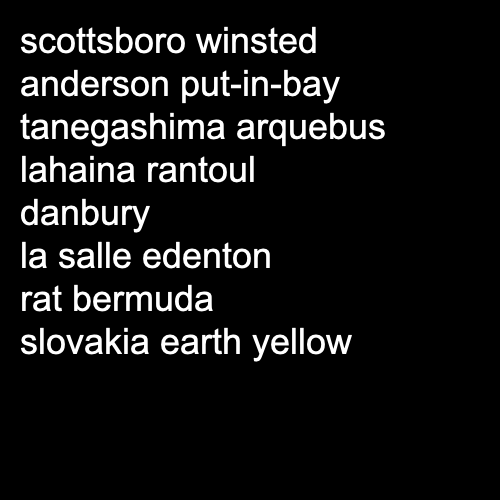 scottsboro winsted
anderson put-in-bay
tanegashima arquebus
lahaina rantoul
danbury
la salle edenton
rat bermuda
slovakia earth yellow